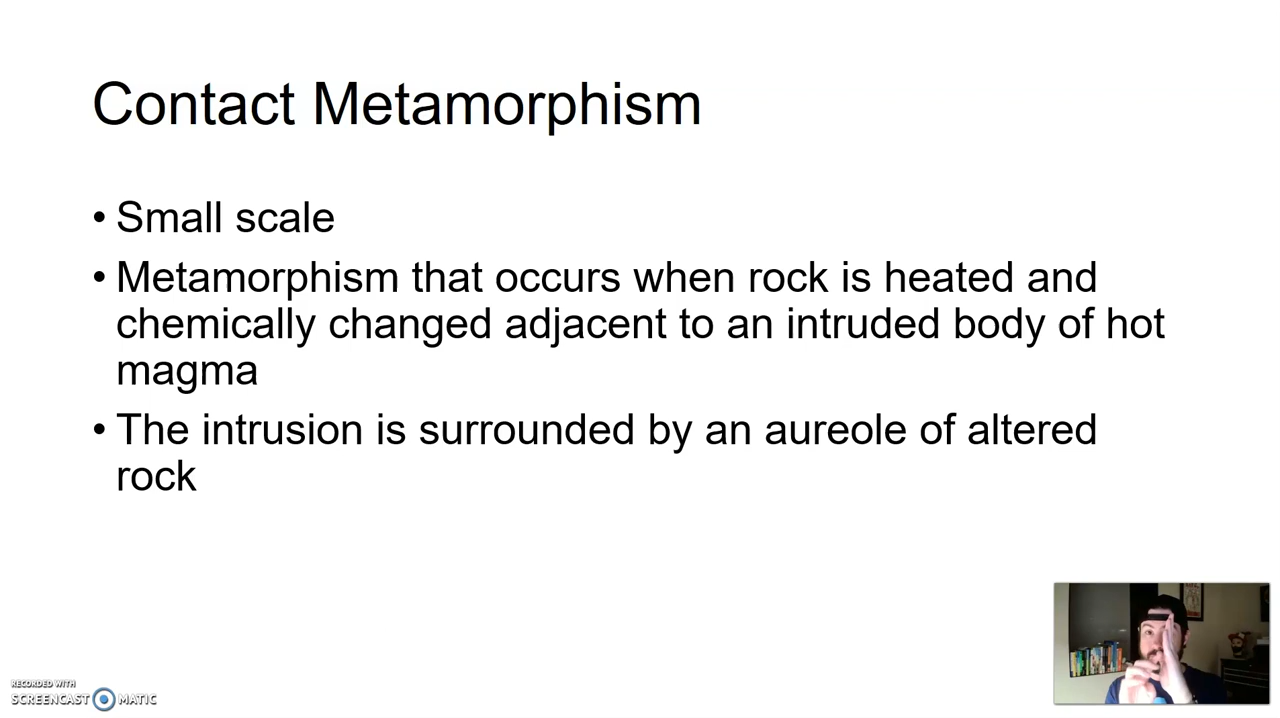 Contact Metamorphism
• Small scale
• Metamorphism that occurs when rock is heated and
chemically changed adjacent to an intruded body of hot
magma
• The intrusion is surrounded by an aureole of altered
rock
RECORDED WITH
SCREENCAST MATIC